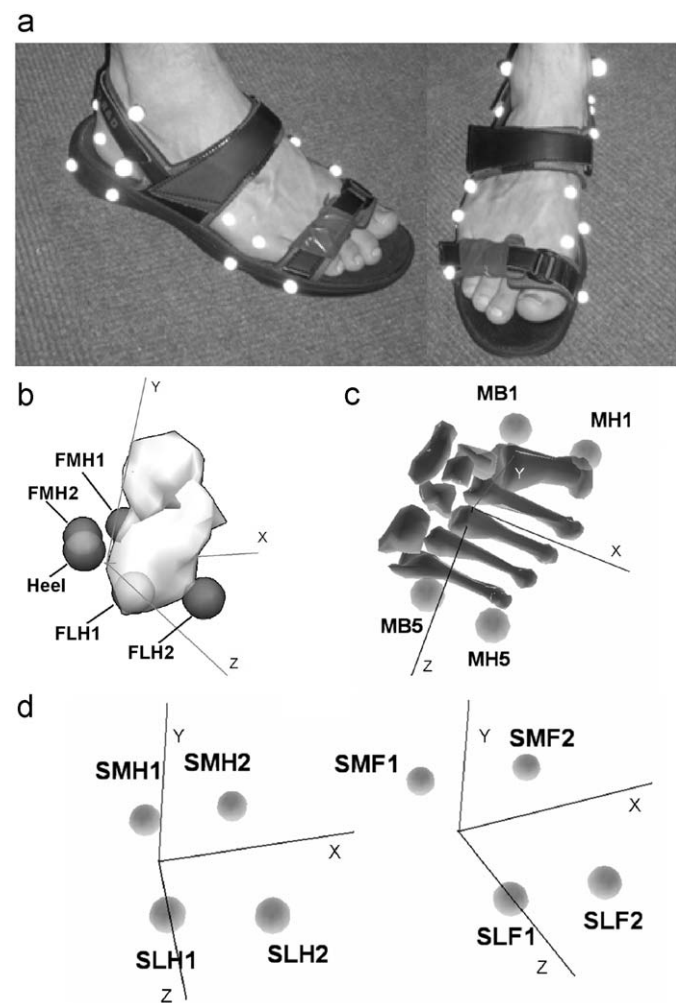 a
b
Y
FMH1
FMH2
X
Heel
FLH1
FLH2
Z
c
MB1
MH1
Y
X
MB5
MH5
Z
d
Y
SMH1 SMH2
X
SLH1
SLH2
Z
Y
SMF2
SMF1
X
SLF2
SLF1
Z